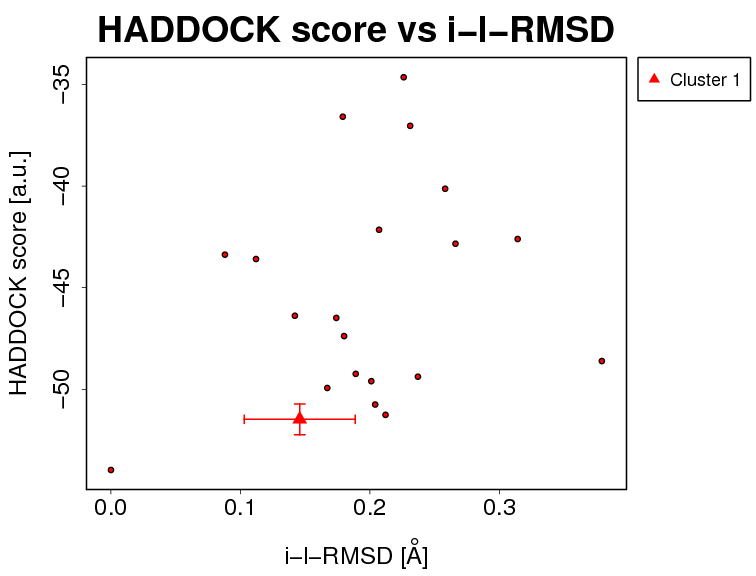 HADDOCK score vs i−l−RMSD
Cluster 1
HADDOCK score [a.u.]
−35
−40
−45
−50
0.0 0.1 0.2 0.3
i−l−RMSD [Å]